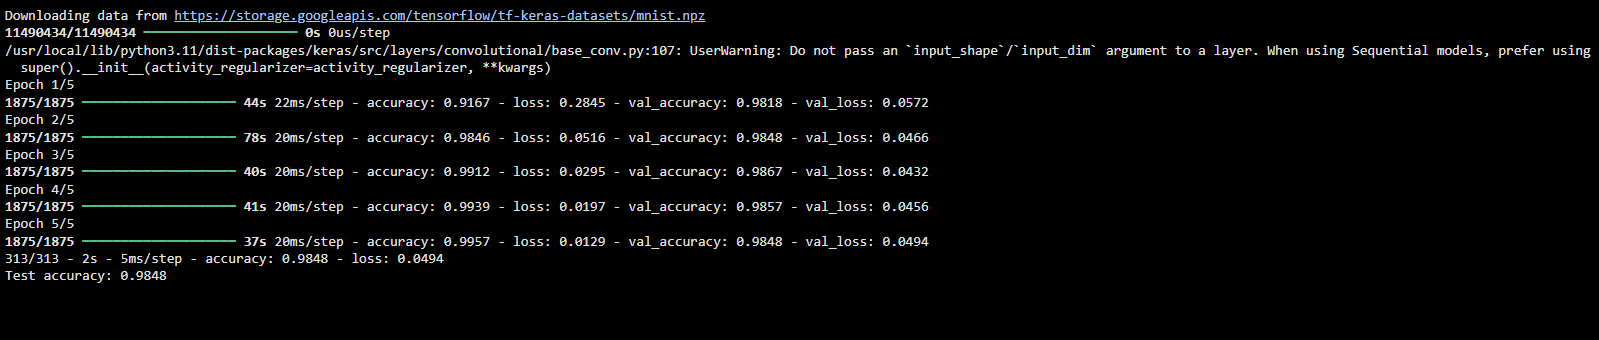 Downloading data from https://storage.googleapis.com/tensorflow/tf-keras-datasets/mnist.npz
11490434/11490434 ━━━━━━━━━━━━━━━━━━━━ 0s 0us/step
/usr/local/lib/python3.11/dist-packages/keras/src/layers/convolutional/base_conv.py:107: UserWarning: Do not pass an `input_shape`/`input_dim` argument to a layer. When using Sequential models, prefer using
  super().__init__(activity_regularizer=activity_regularizer, **kwargs)
Epoch 1/5
1875/1875 ━━━━━━━━━━━━━━━━━━━━ 44s 22ms/step - accuracy: 0.9167 - loss: 0.2845 - val_accuracy: 0.9818 - val_loss: 0.0572
Epoch 2/5
1875/1875 ━━━━━━━━━━━━━━━━━━━━ 78s 20ms/step - accuracy: 0.9846 - loss: 0.0516 - val_accuracy: 0.9848 - val_loss: 0.0466
Epoch 3/5
1875/1875 ━━━━━━━━━━━━━━━━━━━━ 40s 20ms/step - accuracy: 0.9912 - loss: 0.0295 - val_accuracy: 0.9867 - val_loss: 0.0432
Epoch 4/5
1875/1875 ━━━━━━━━━━━━━━━━━━━━ 41s 20ms/step - accuracy: 0.9939 - loss: 0.0197 - val_accuracy: 0.9857 - val_loss: 0.0456
Epoch 5/5
1875/1875 ━━━━━━━━━━━━━━━━━━━━ 37s 20ms/step - accuracy: 0.9957 - loss: 0.0129 - val_accuracy: 0.9848 - val_loss: 0.0494
313/313 - 2s - 5ms/step - accuracy: 0.9848 - loss: 0.0494
Test accuracy: 0.9848